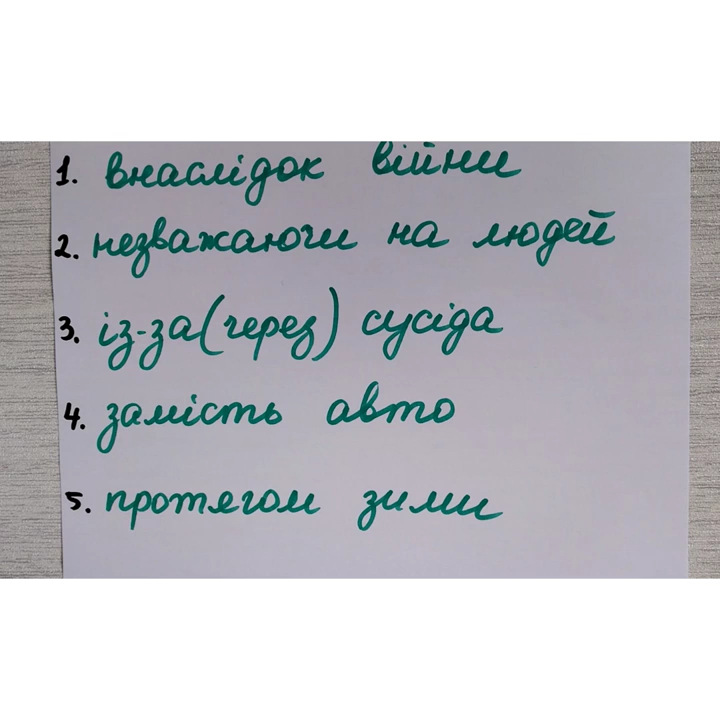 1. внаслідок війни
2. незважаючи на людей
3. із-за (через) сусіда
4. замість авто
5. протягом зими